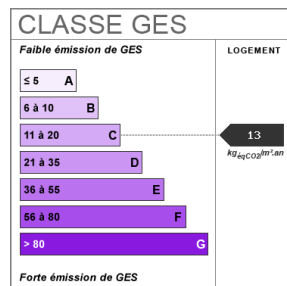 CLASSE GES
Faible émission de GES
LOGEMENT
≤ 5 A
6 à 10 B
11 à 20 C
13
kgéqCO2/m².an
21 à 35 D
36 à 55 E
56 à 80 F
> 80 G
Forte émission de GES